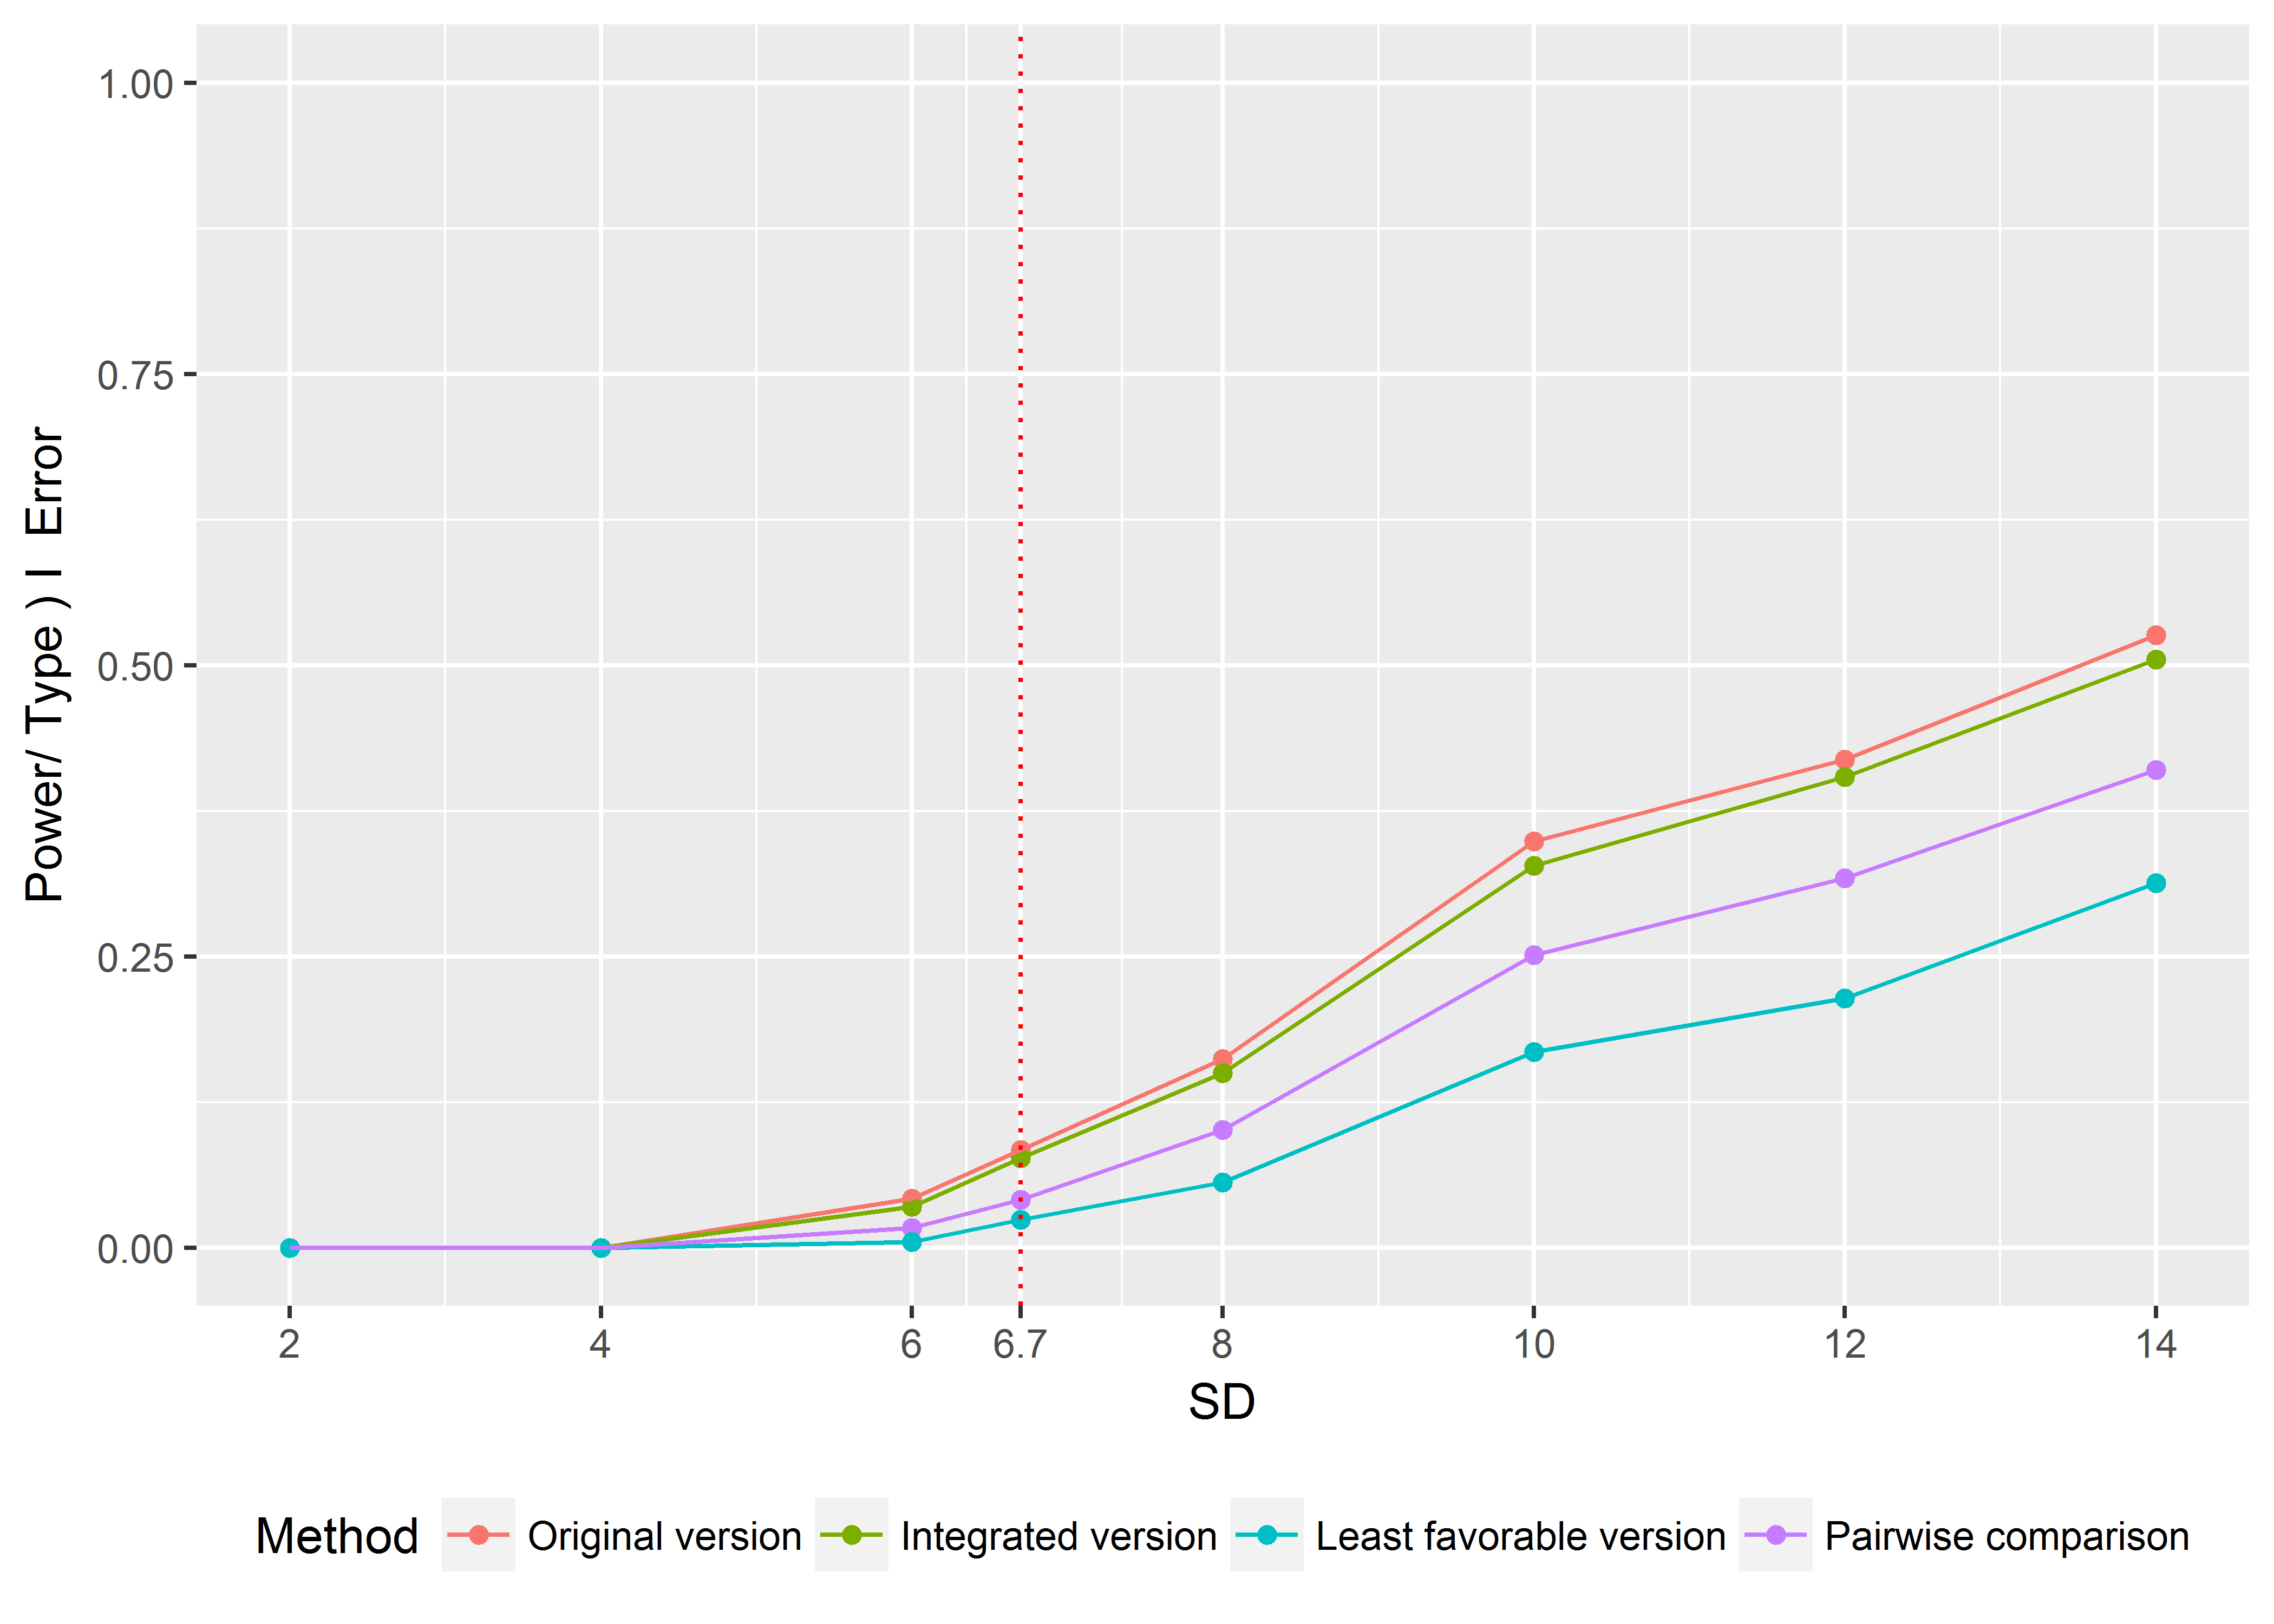 1.00
0.75
0.50
0.25
0.00
Power/ Type ) I Error
2 4 6 6.7 8 10 12 14
SD
Method Original version Integrated version Least favorable version Pairwise comparison